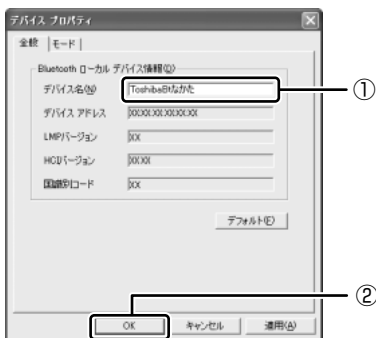 デバイス プロパティ
全般 モード
Bluetooth ローカル デバイス情報(D)
デバイス名(N) ToshibaBtなかた ①
デバイス アドレス XX:XX:XX:XX:XX:XX
LMPバージョン XX
HCIバージョン XX.XX
国識別コード XX
デフォルト(E)
②
OK キャンセル 適用(A)